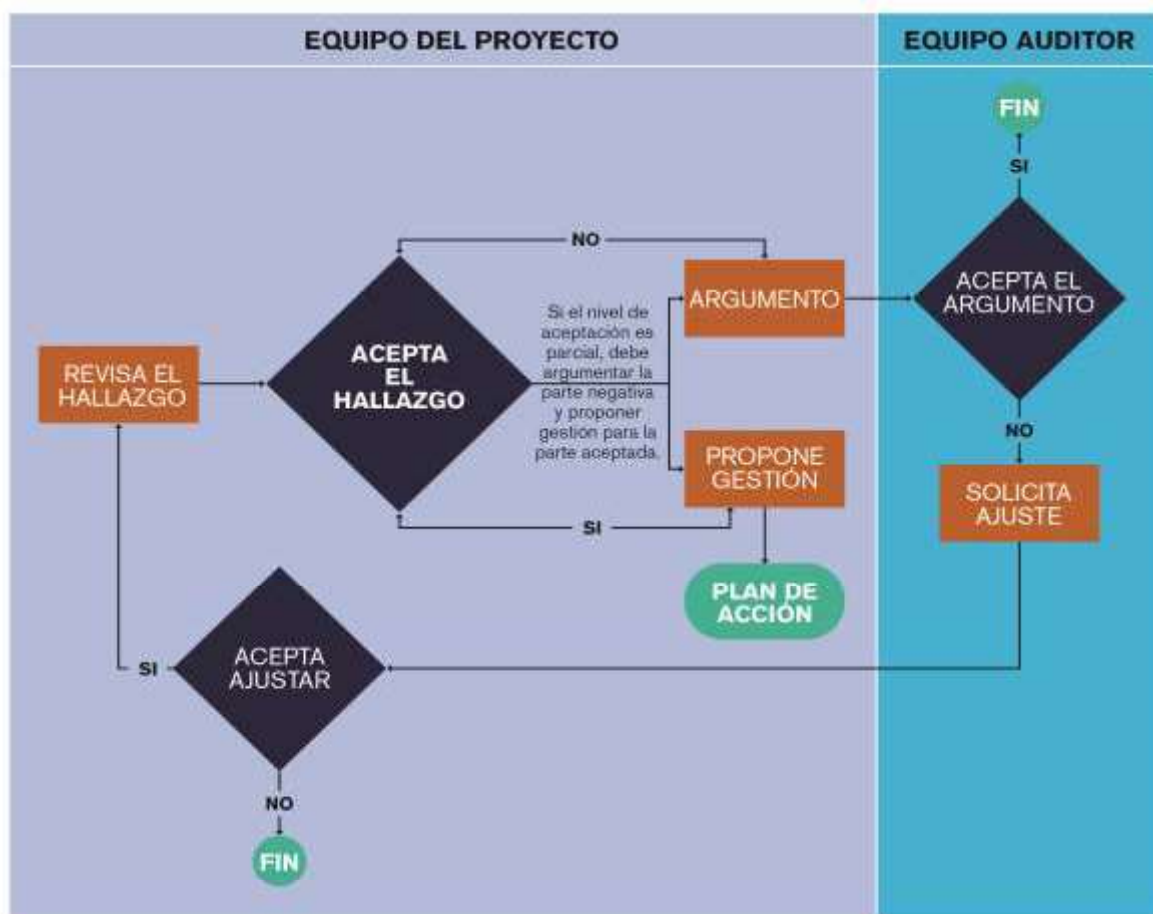 EQUIPO DEL PROYECTO
EQUIPO AUDITOR
FIN
SI
ACEPTA EL
ARGUMENTO
NO
SOLICITA
AJUSTE
NO
ARGUMENTO
Si el nivel de
aceptación es
parcial, debe
argumentar la
parte negativa
y proponer
gestión para la
parte aceptada.
ACEPTA
EL
HALLAZGO
REVISA EL
HALLAZGO
PROPONE
GESTIÓN
SI
PLAN DE
ACCIÓN
ACEPTA
AJUSTAR
SI
NO
FIN